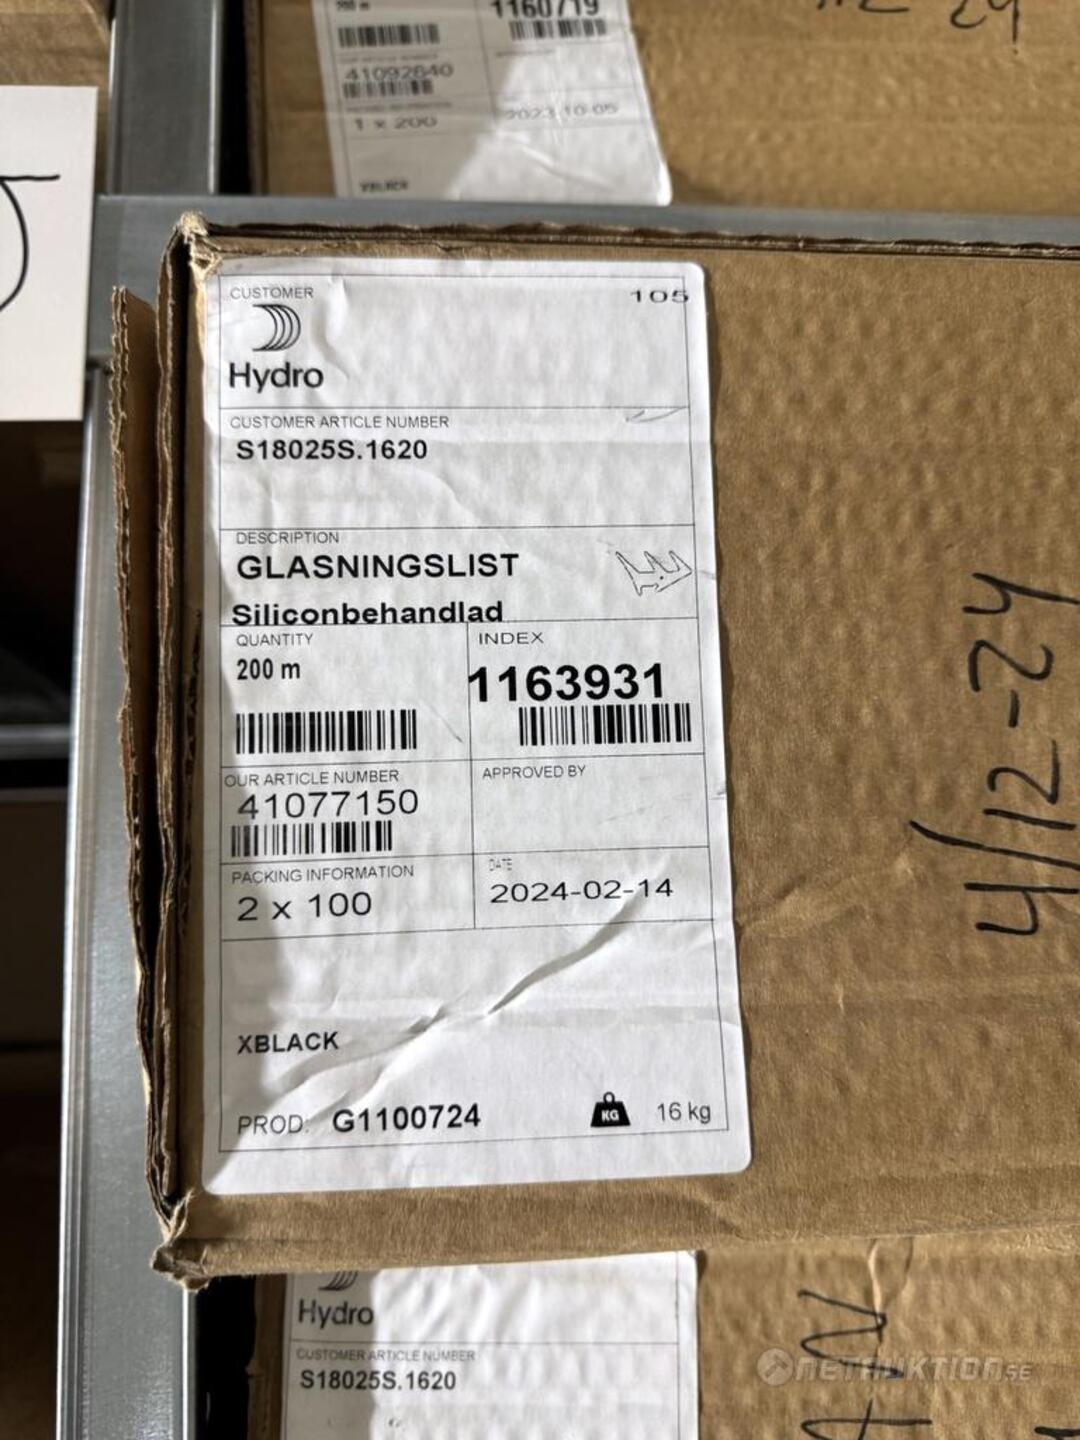 200 m
1160719
41092640
1 x 200
2023-10-05
XBLACK
CUSTOMER
105
Hydro
CUSTOMER ARTICLE NUMBER
S18025S.1620
DESCRIPTION
GLASNINGSLIST
Siliconbehandlad
QUANTITY
200 m
INDEX
1163931
OUR ARTICLE NUMBER
41077150
APPROVED BY
PACKING INFORMATION
2 x 100
DATE
2024-02-14
XBLACK
PROD: G1100724
KG
16 kg
4/12-24
Hydro
CUSTOMER ARTICLE NUMBER
S18025S.1620
NETAUKTION.SE